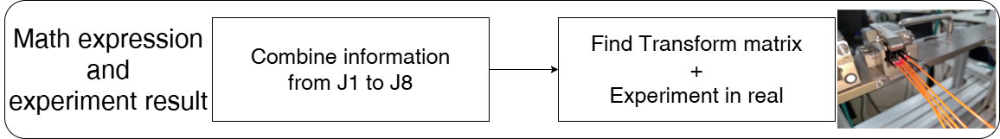 Math expression
and
experiment result
Combine information
from J1 to J8
Find Transform matrix
+
Experiment in real